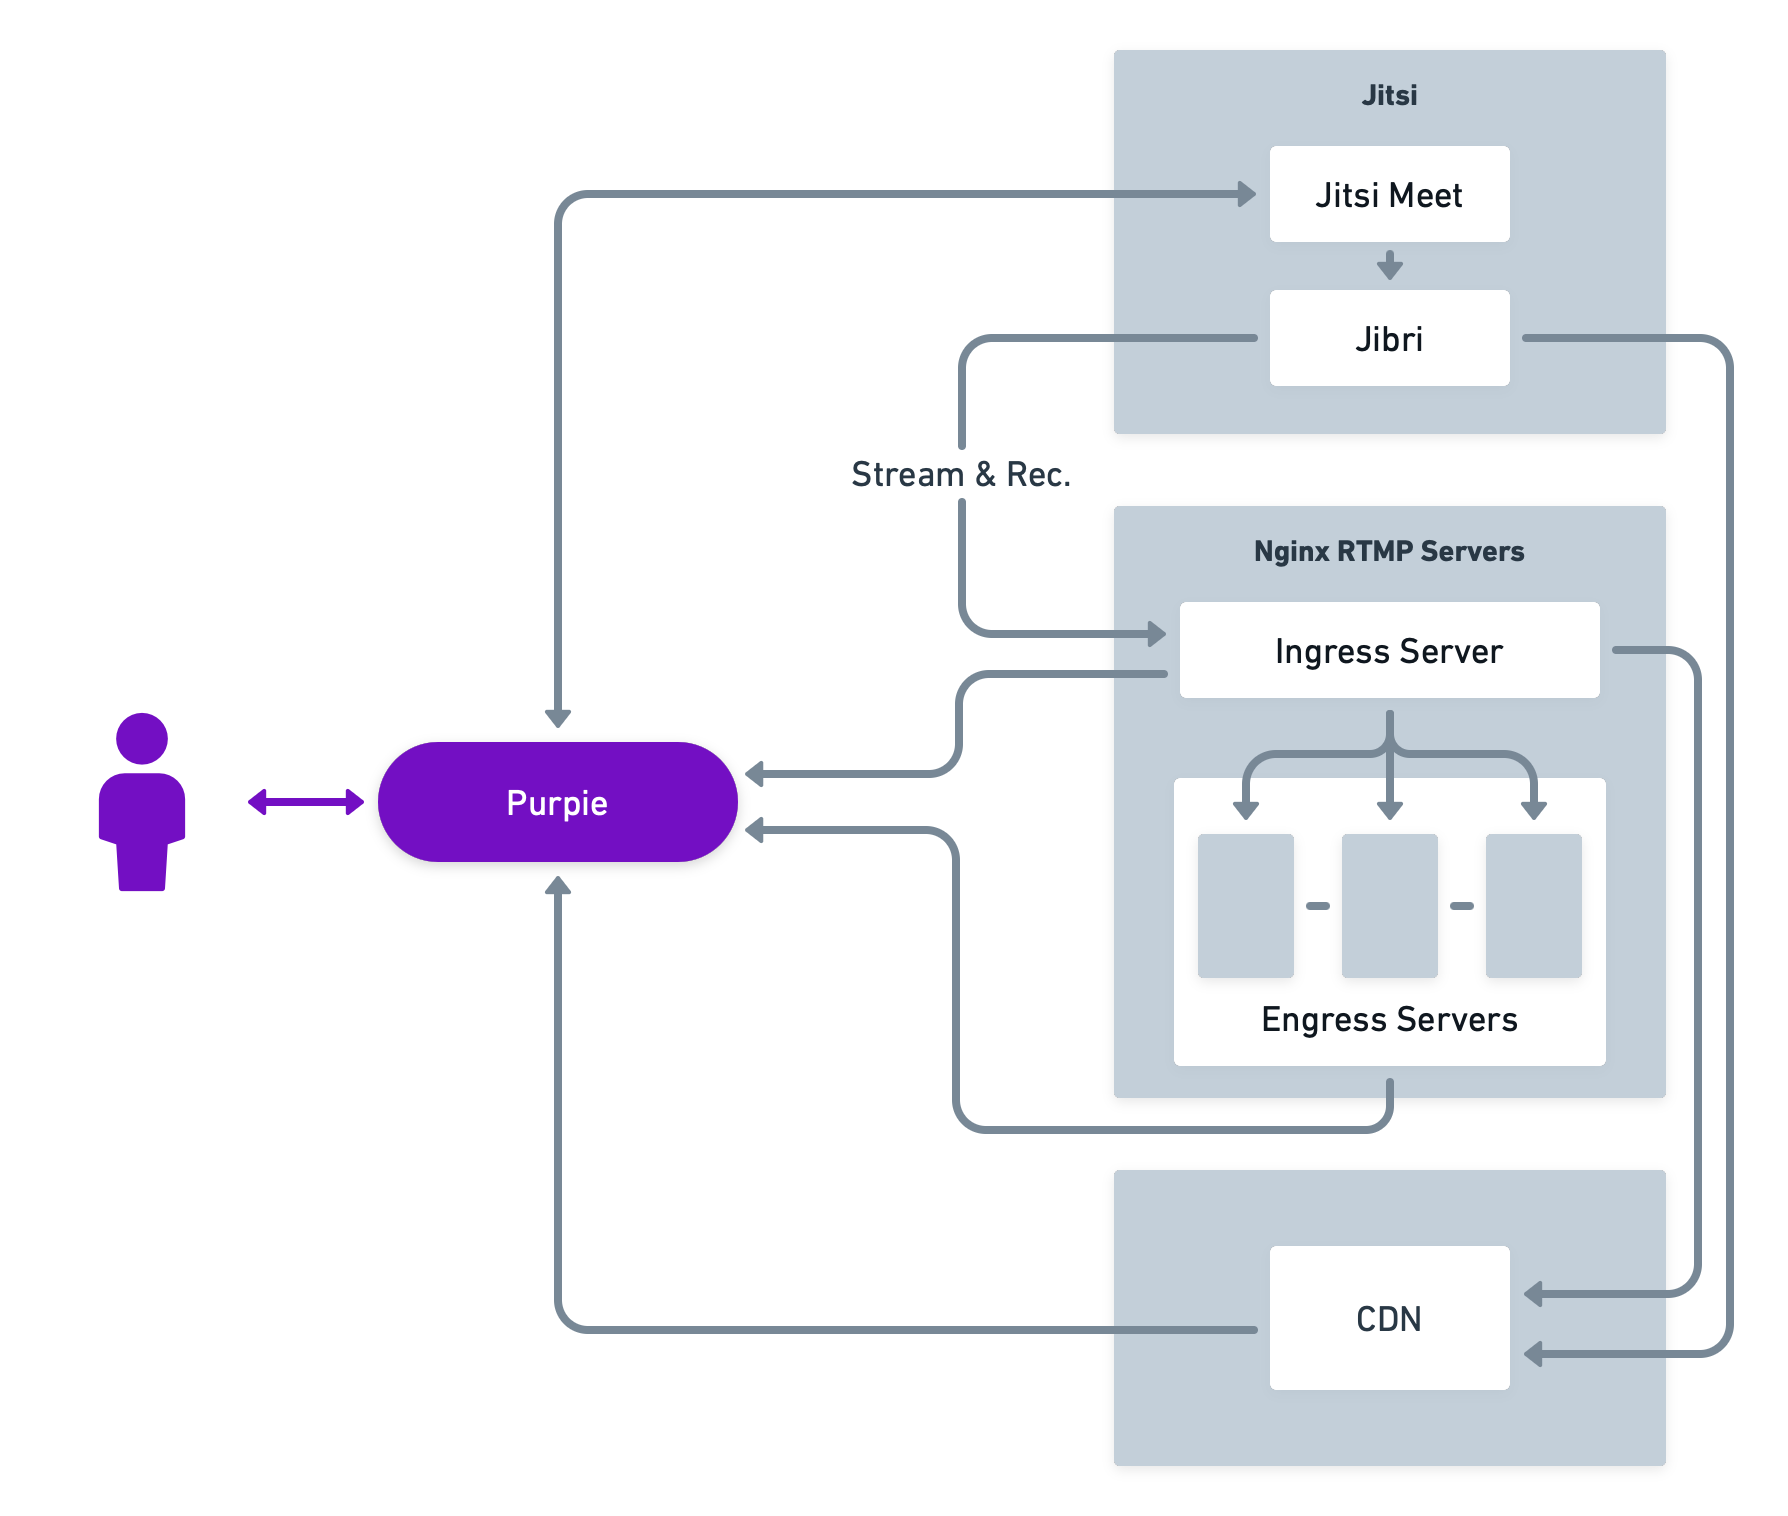 Jitsi
Jitsi Meet
Jibri
Stream & Rec.
Nginx RTMP Servers
Ingress Server
Purpie
Engress Servers
CDN